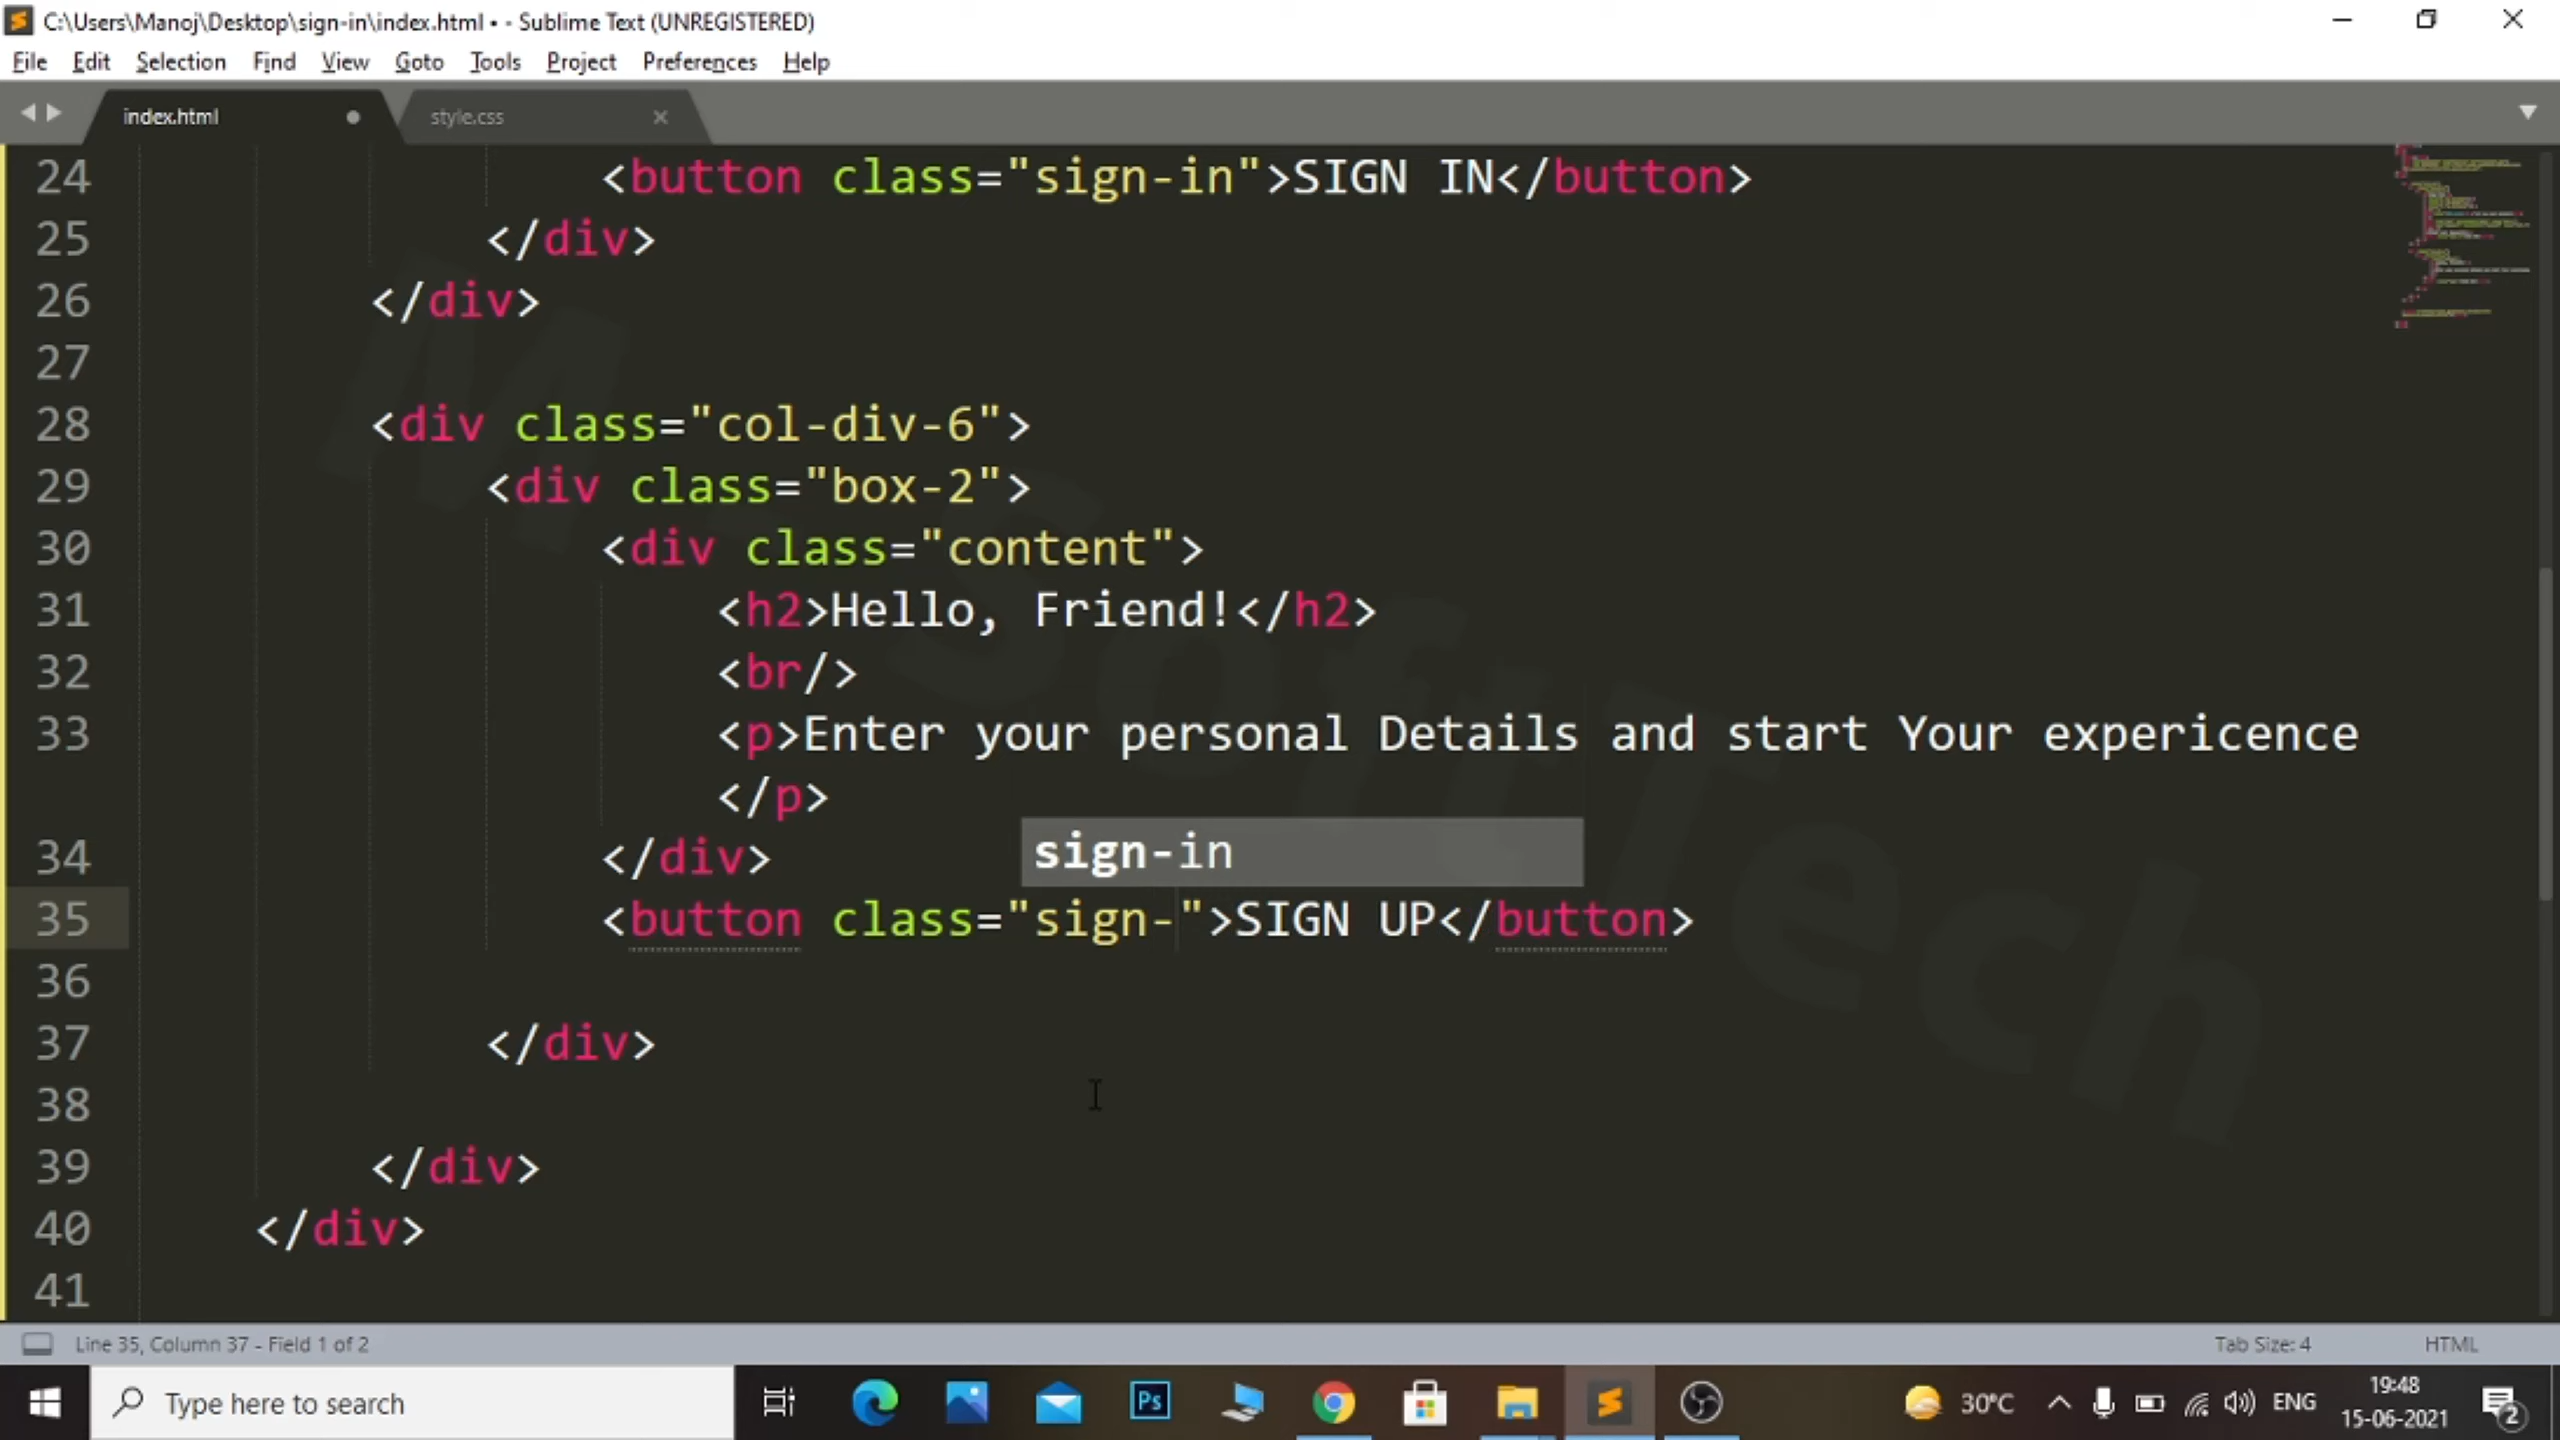 C:\Users\Manoj\Desktop\sign-in\index.html • - Sublime Text (UNREGISTERED)
File Edit Selection Find View Goto Tools Project Preferences Help
index.html style.css
24 <button class="sign-in">SIGN IN</button>
25 </div>
26 </div>
27
28 <div class="col-div-6">
29 <div class="box-2">
30 <div class="content">
31 <h2>Hello, Friend!</h2>
32 <br/>
33 <p>Enter your personal Details and start Your expericence
</p>
sign-in
34 </div>
35 <button class="sign-">SIGN UP</button>
36
37 </div>
38
39 </div>
40 </div>
41
M - SoftTech
Line 35, Column 37 - Field 1 of 2 Tab Size: 4 HTML
Type here to search Ps 30°C ENG 19:48
15-06-2021 2